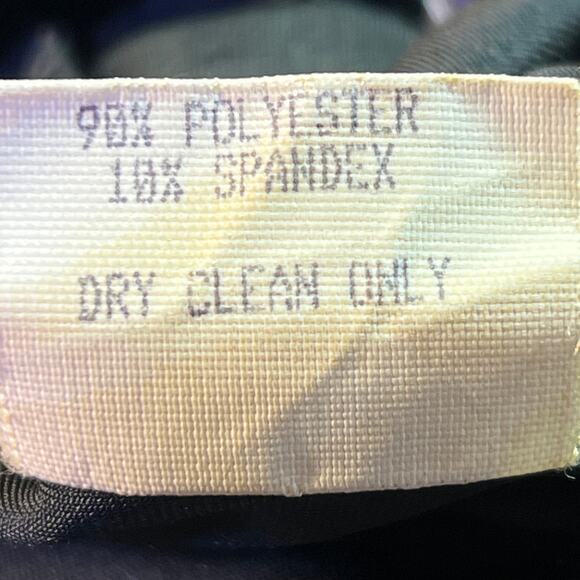 90% POLYESTER
10% SPANDEX
DRY CLEAN ONLY